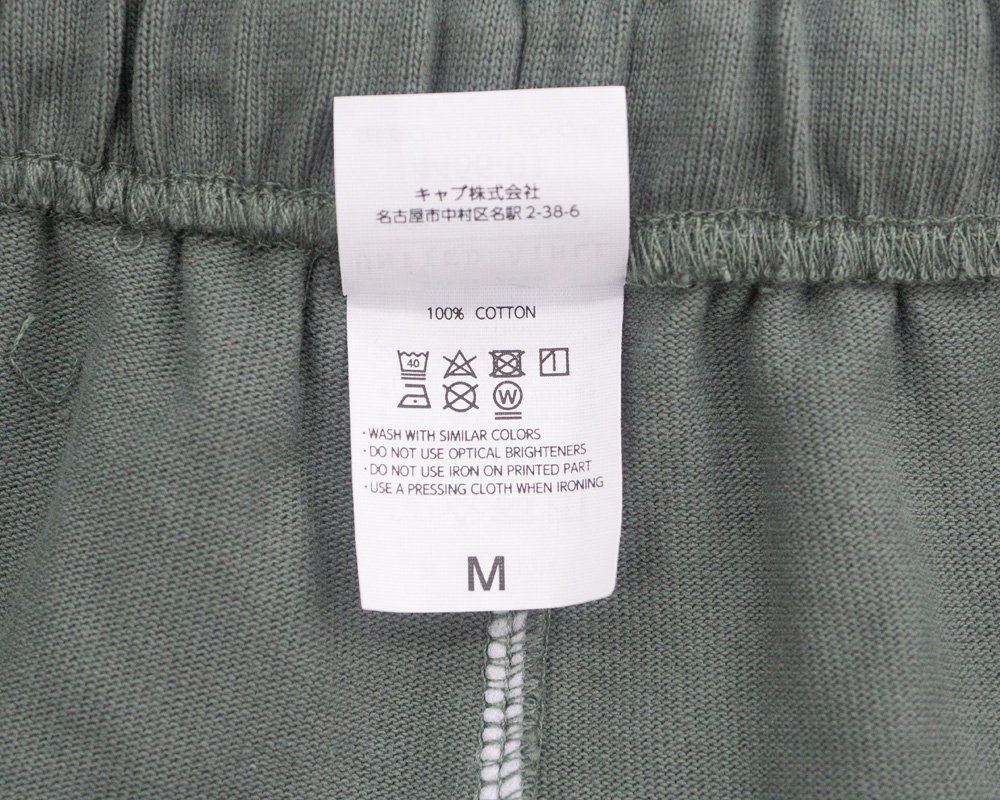 キャブ株式会社
名古屋市中村区名駅 2-38-6
100% COTTON
40
W
・WASH WITH SIMILAR COLORS
・DO NOT USE OPTICAL BRIGHTENERS
・DO NOT USE IRON ON PRINTED PART
・USE A PRESSING CLOTH WHEN IRONING
M